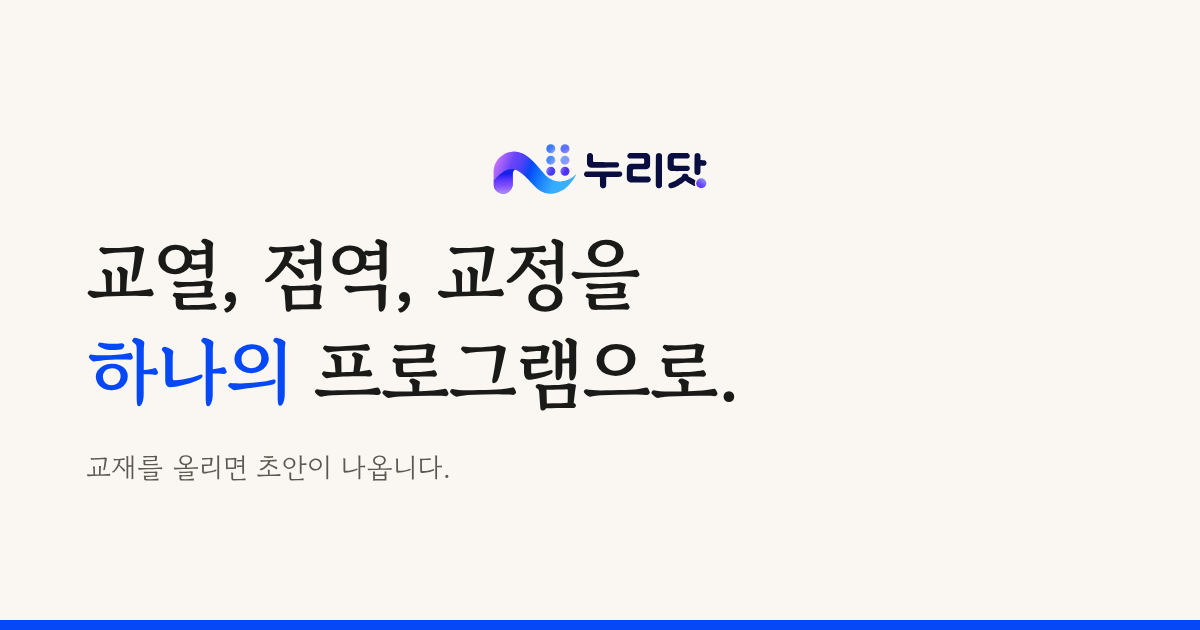 누리닷
교열, 점역, 교정을
하나의 프로그램으로.
교재를 올리면 초안이 나옵니다.